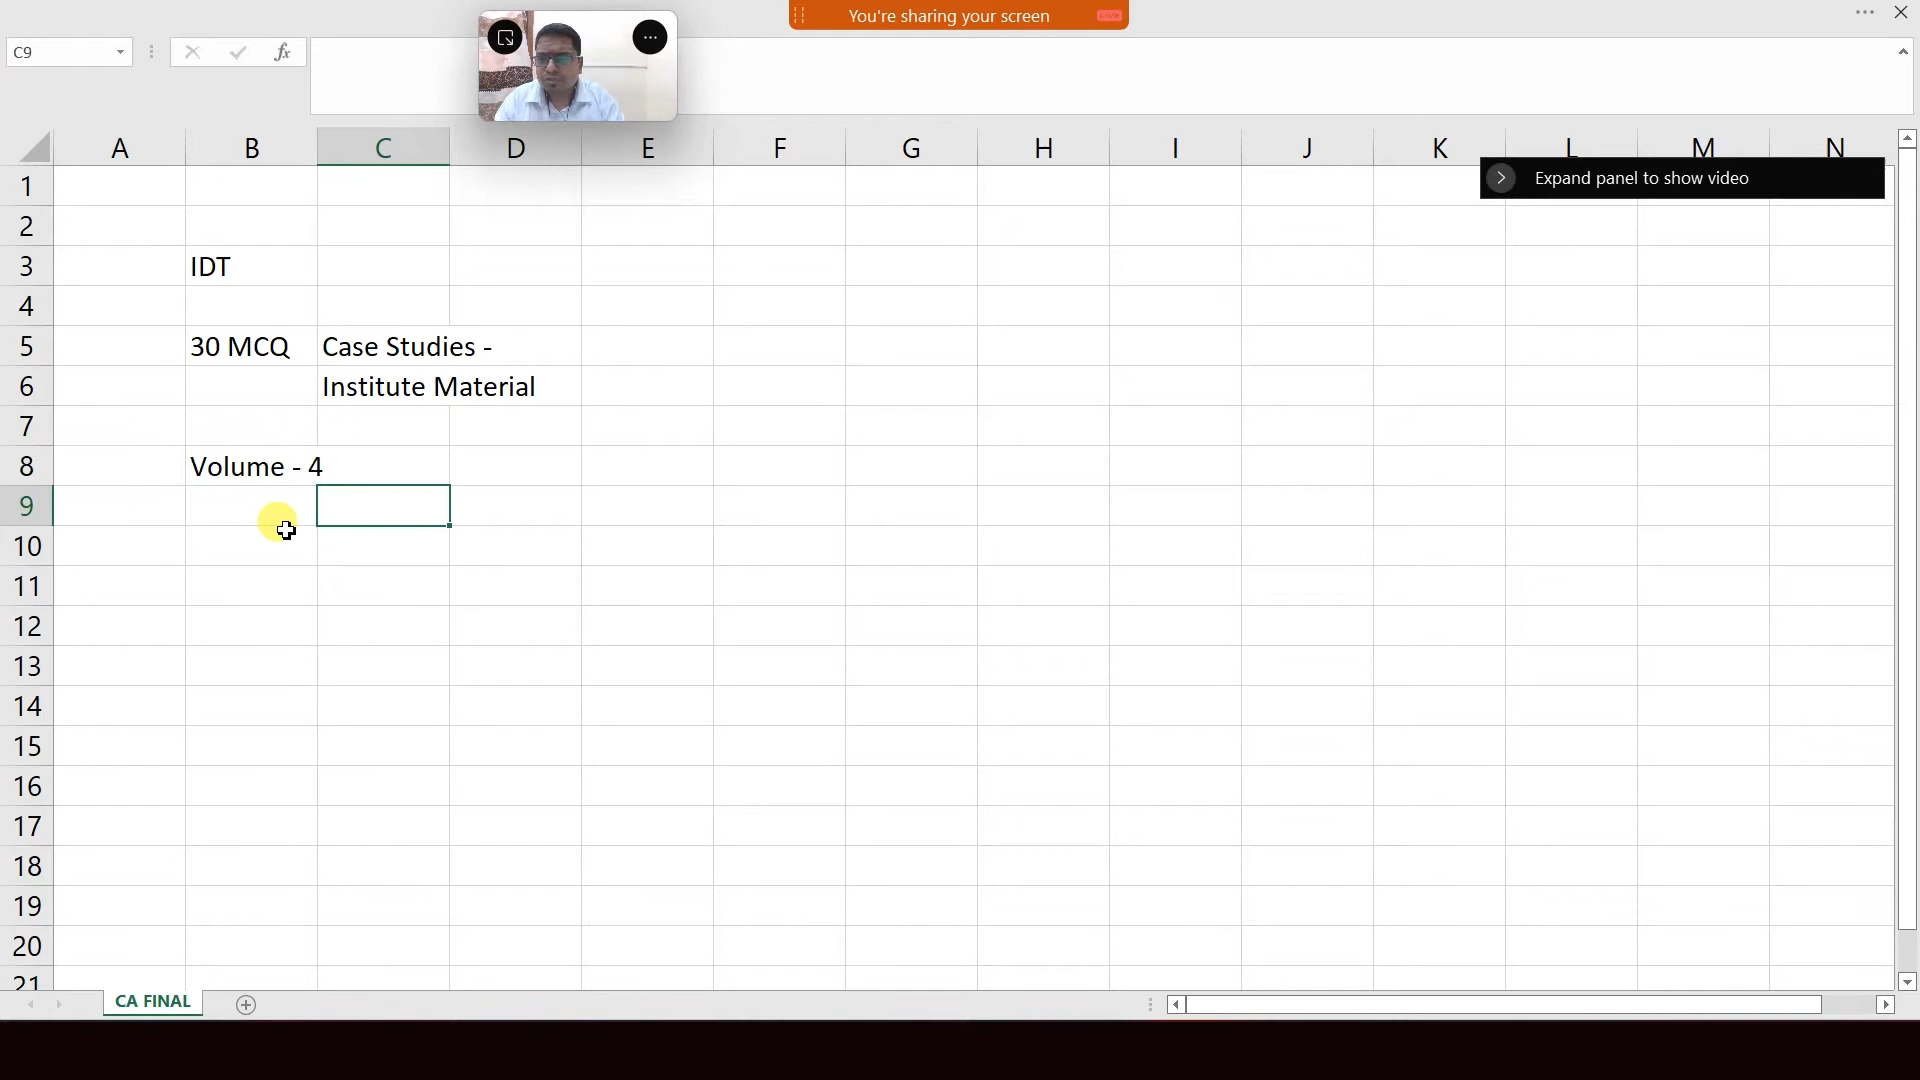 You're sharing your screen
C9
fx
A B C D E F G H I J K L M N
Expand panel to show video
1
2
3 IDT
4
5 30 MCQ Case Studies -
6 Institute Material
7
8 Volume - 4
9
10
11
12
13
14
15
16
17
18
19
20
21
CA FINAL